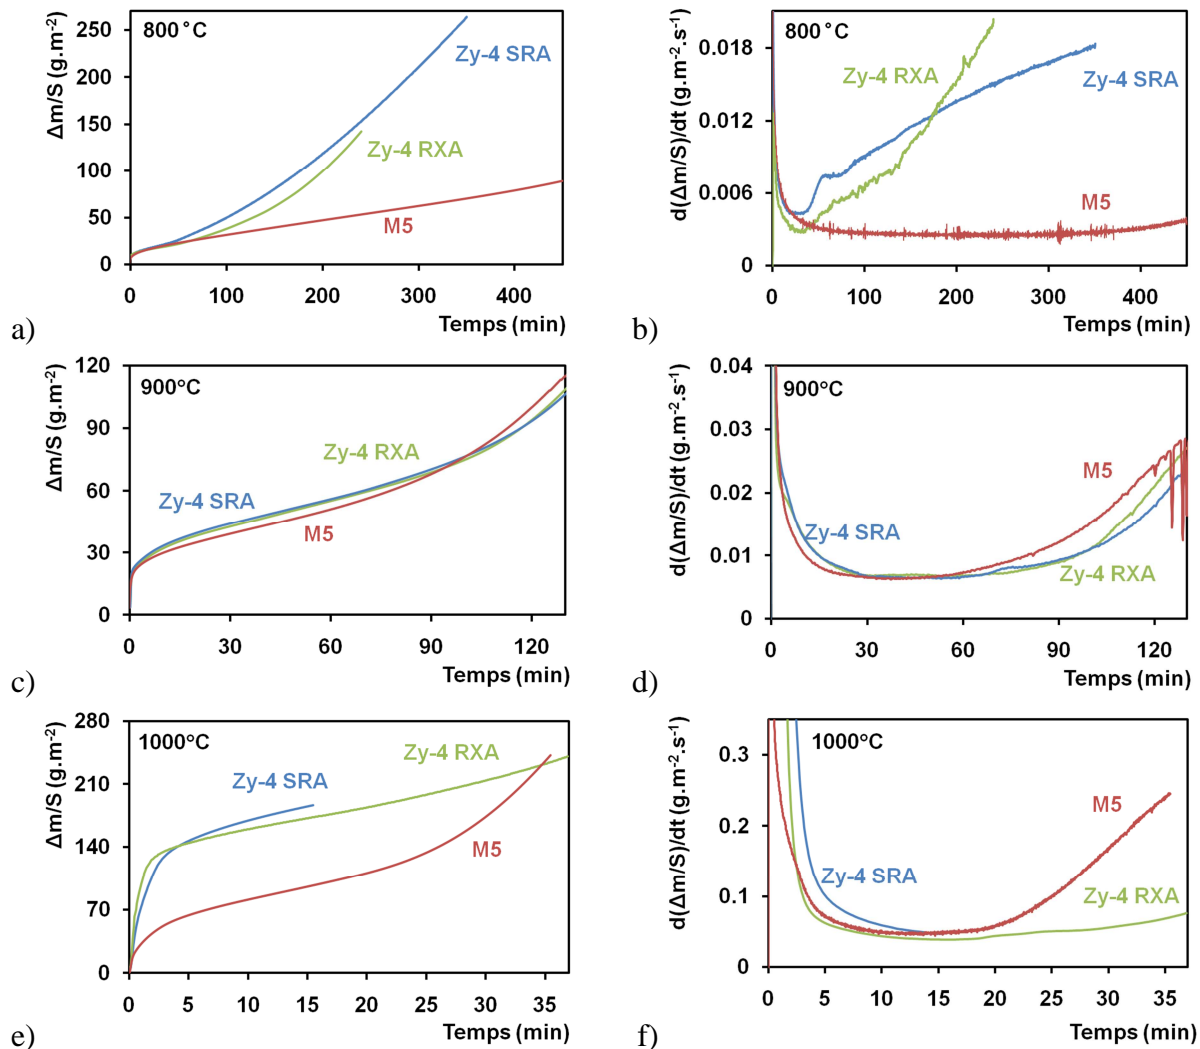 800°C
Δm/S (g.m-2)
250
200
150
100
50
0
Zy-4 SRA
Zy-4 RXA
M5
0 100 200 300 400
Temps (min)
a)
800°C
d(Δm/S)/dt (g.m-2.s-1)
0.018
0.012
0.006
0
Zy-4 RXA
Zy-4 SRA
M5
0 100 200 300 400
Temps (min)
b)
900°C
Δm/S (g.m-2)
120
90
60
30
0
Zy-4 RXA
Zy-4 SRA
M5
0 30 60 90 120
Temps (min)
c)
900°C
d(Δm/S)/dt (g.m-2.s-1)
0.04
0.03
0.02
0.01
0
M5
Zy-4 SRA
Zy-4 RXA
0 30 60 90 120
Temps (min)
d)
1000°C
Δm/S (g.m-2)
280
210
140
70
0
Zy-4 RXA
Zy-4 SRA
M5
0 5 10 15 20 25 30 35
Temps (min)
e)
1000°C
d(Δm/S)/dt (g.m-2.s-1)
0.3
0.2
0.1
0
M5
Zy-4 SRA
Zy-4 RXA
0 5 10 15 20 25 30 35
Temps (min)
f)